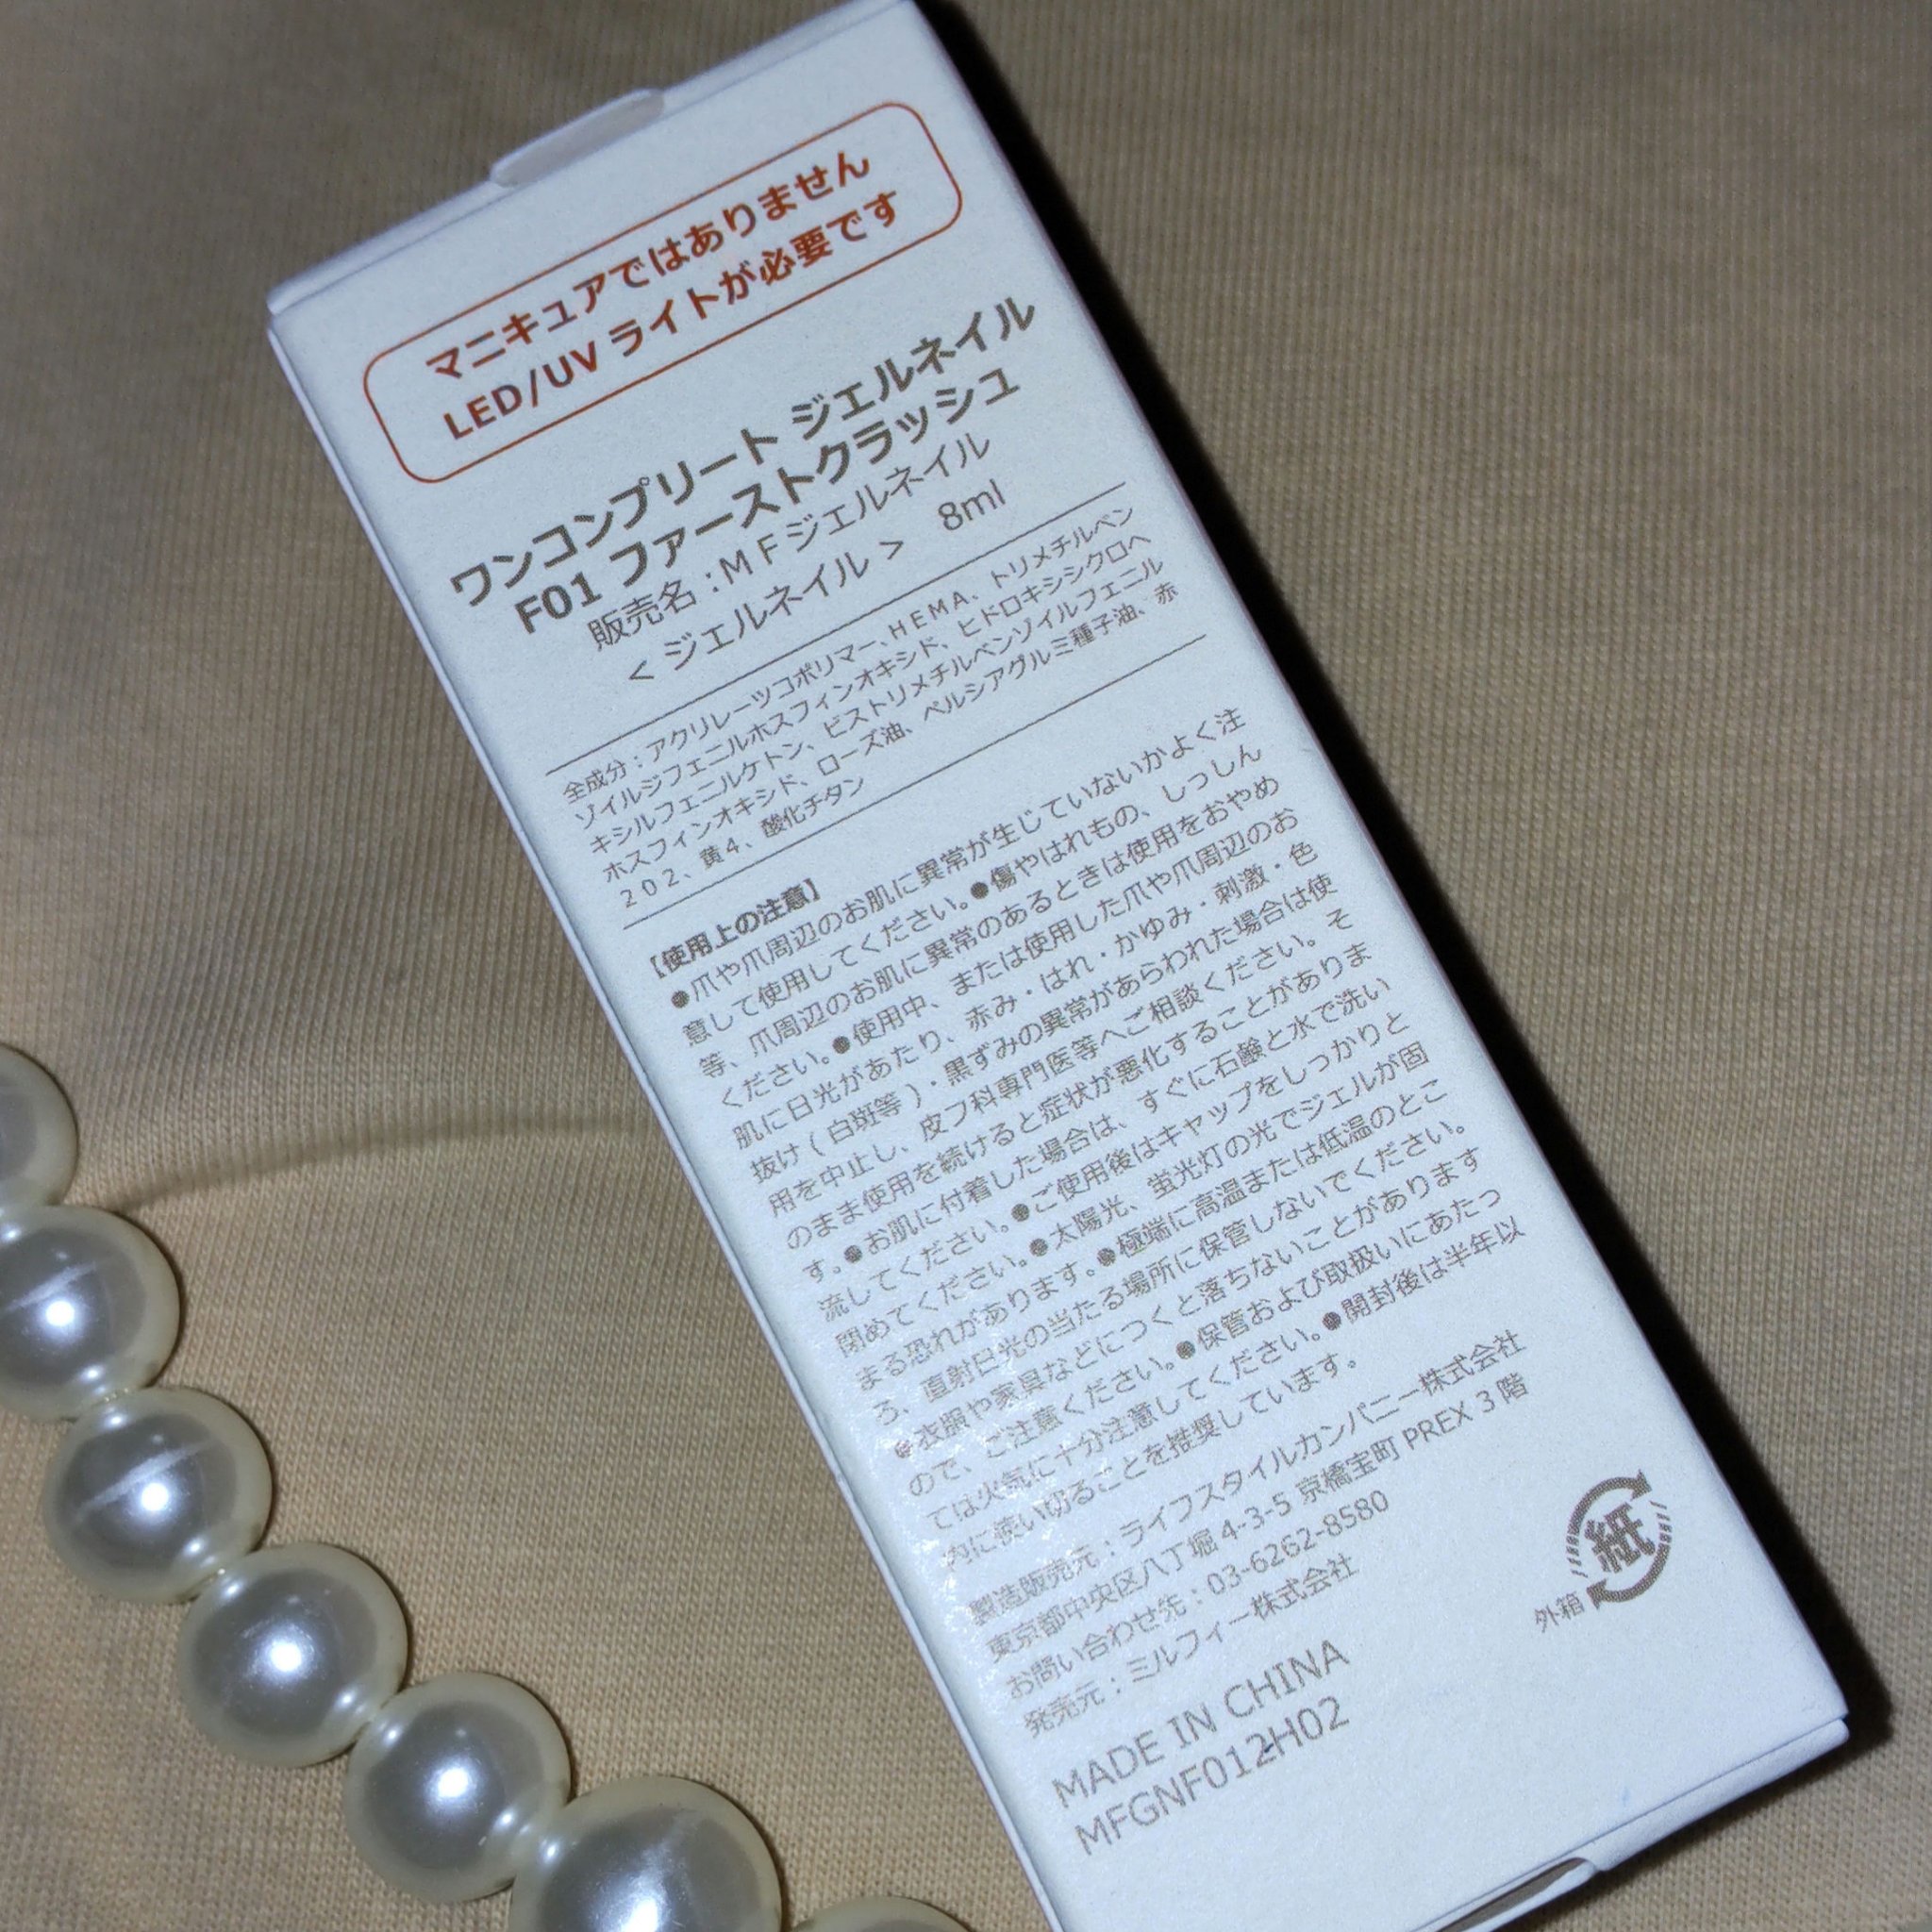 マニキュアではありません
LED/UV ライトが必要です
ワンコンプリート ジェルネイル
F01 ファーストクラッシュ
販売名：ＭＦジェルネイル
＜ジェルネイル＞ 8ml
全成分：アクリレーツコポリマー、ＨＥＭＡ、トリメチルベン
ゾイルジフェニルホスフィンオキシド、ヒドロキシシクロヘ
キシルフェニルケトン、ビストリメチルベンゾイルフェニル
ホスフィンオキシド、ローズ油、ペルシアグルミ種子油、赤
２０２、黄４、酸化チタン
【使用上の注意】
●爪や爪周辺のお肌に異常が生じていないかよく注
意して使用してください。●傷やはれもの、しっしん
等、爪周辺のお肌に異常のあるときは使用をおやめ
ください。●使用中、または使用した爪や爪周辺のお
肌に日光があたり、赤み・はれ・かゆみ・刺激・色
抜け（白斑等）・黒ずみの異常があらわれた場合は使
用を中止し、皮フ科専門医等へご相談ください。そ
のまま使用を続けると症状が悪化することがありま
す。●お肌に付着した場合は、すぐに石鹸と水で洗い
流してください。●ご使用後はキャップをしっかりと
閉めてください。●太陽光、蛍光灯の光でジェルが固
まる恐れがあります。●極端に高温または低温のとこ
ろ、直射日光の当たる場所に保管しないでください。
●衣服や家具などにつくと落ちないことがあります
ので、ご注意ください。●保管および取扱いにあたっ
ては火気に十分注意してください。●開封後は半年以
内に使い切ることを推奨しています。
製造販売元：ライフスタイルカンパニー株式会社
東京都中央区八丁堀 4-3-5 京橋宝町 PREX 3 階
お問い合わせ先：03-6262-8580
発売元：ミルフィー株式会社
MADE IN CHINA
MFGNF012H02
紙
外箱